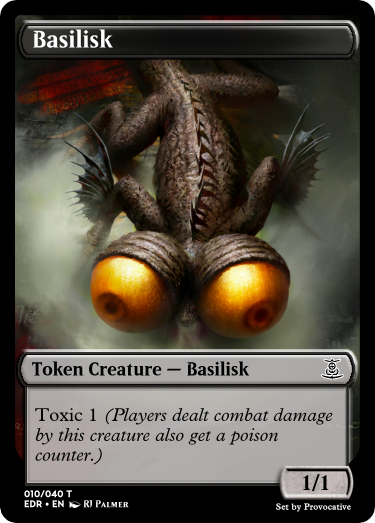 Basilisk
Token Creature — Basilisk
Toxic 1 (Players dealt combat damage
by this creature also get a poison
counter.)
1/1
010/040 T
EDR • EN RJ PALMER
Set by Provocative